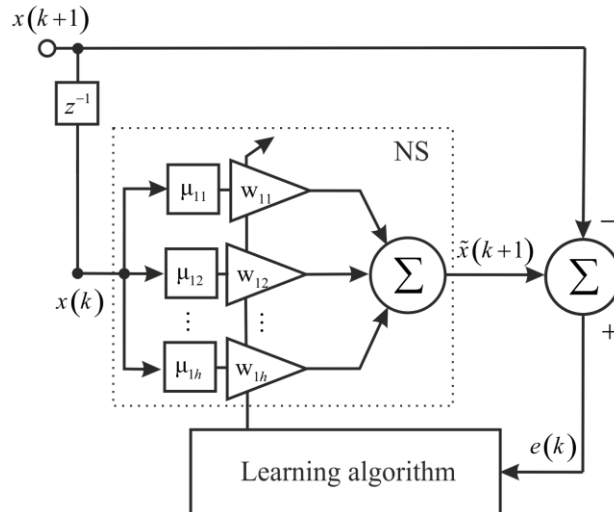 x(k+1)
z⁻¹
NS
μ₁₁ w₁₁
μ₁₂ w₁₂
⋮ ⋮
μ₁ₕ w₁ₕ
x(k)
Σ
x̃(k+1)
−
Σ
+
e(k)
Learning algorithm